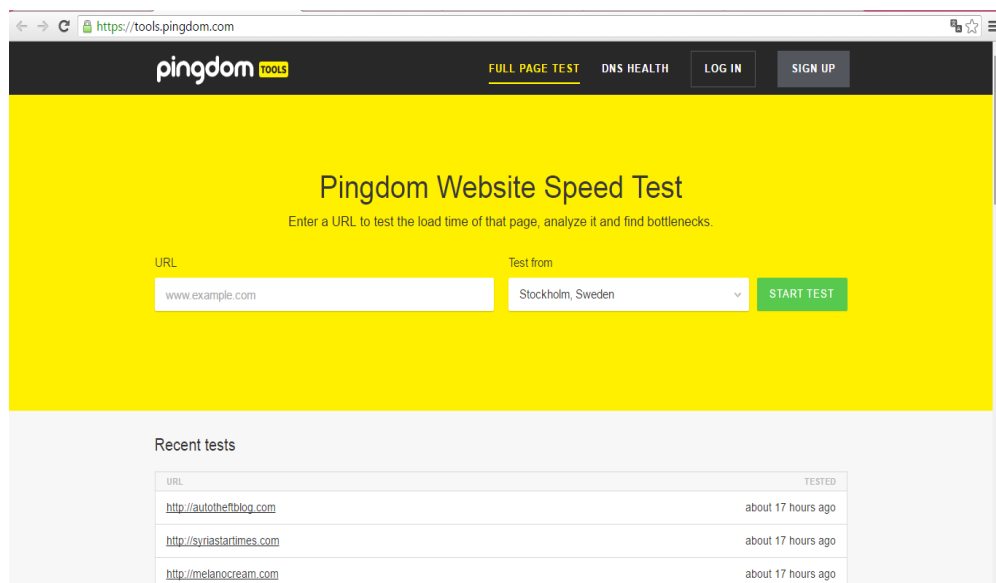 https://tools.pingdom.com
pingdom TOOLS
FULL PAGE TEST DNS HEALTH LOG IN SIGN UP
Pingdom Website Speed Test
Enter a URL to test the load time of that page, analyze it and find bottlenecks.
URL Test from
www.example.com Stockholm, Sweden START TEST
Recent tests
URL TESTED
http://autotheftblog.com about 17 hours ago
http://syriastartimes.com about 17 hours ago
http://melanocream.com about 17 hours ago